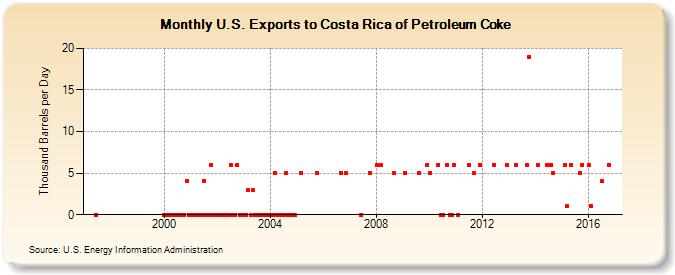 Monthly U.S. Exports to Costa Rica of Petroleum Coke
Thousand Barrels per Day
20
15
10
5
0
2000 2004 2008 2012 2016
Source: U.S. Energy Information Administration